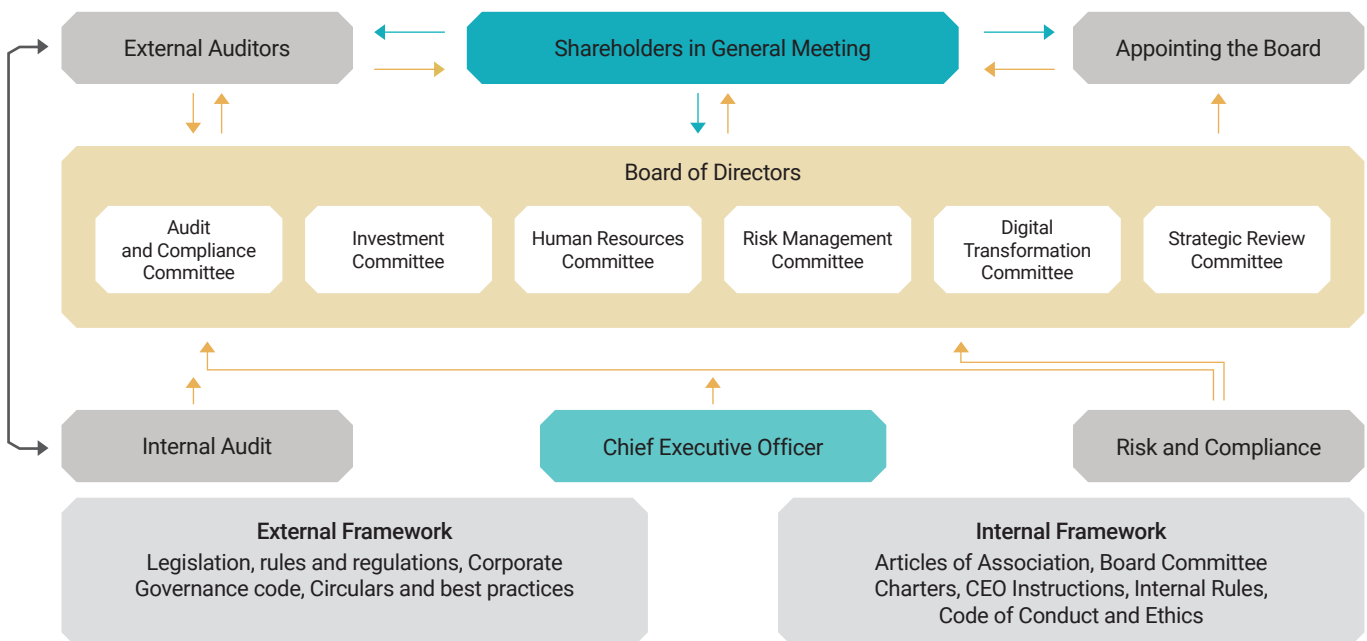 External Auditors
Shareholders in General Meeting
Appointing the Board
Board of Directors
Audit
and Compliance
Committee
Investment
Committee
Human Resources
Committee
Risk Management
Committee
Digital
Transformation
Committee
Strategic Review
Committee
Internal Audit
Chief Executive Officer
Risk and Compliance
External Framework
Legislation, rules and regulations, Corporate
Governance code, Circulars and best practices
Internal Framework
Articles of Association, Board Committee
Charters, CEO Instructions, Internal Rules,
Code of Conduct and Ethics